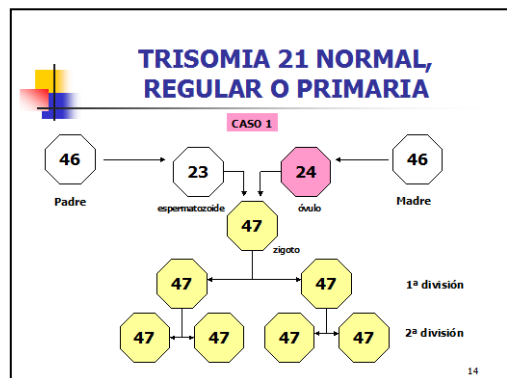 TRISOMIA 21 NORMAL,
REGULAR O PRIMARIA
CASO 1
46
23
24
46
Padre
espermatozoide
óvulo
Madre
47
zigoto
47
47
1ª división
47
47
47
47
2ª división
14